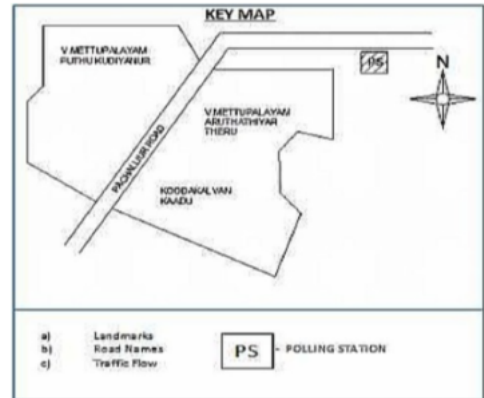 KEY MAP
V.METTUPALAYAM
PUTHU KUDIYANUR
PS
N
V.METTUPALAYAM
ARUTHATHIYAR
THERU
ROAD
KOODAKALVAN
KAADU
a) Landmarks
b) Road Names
c) Traffic Flow
PS - POLLING STATION